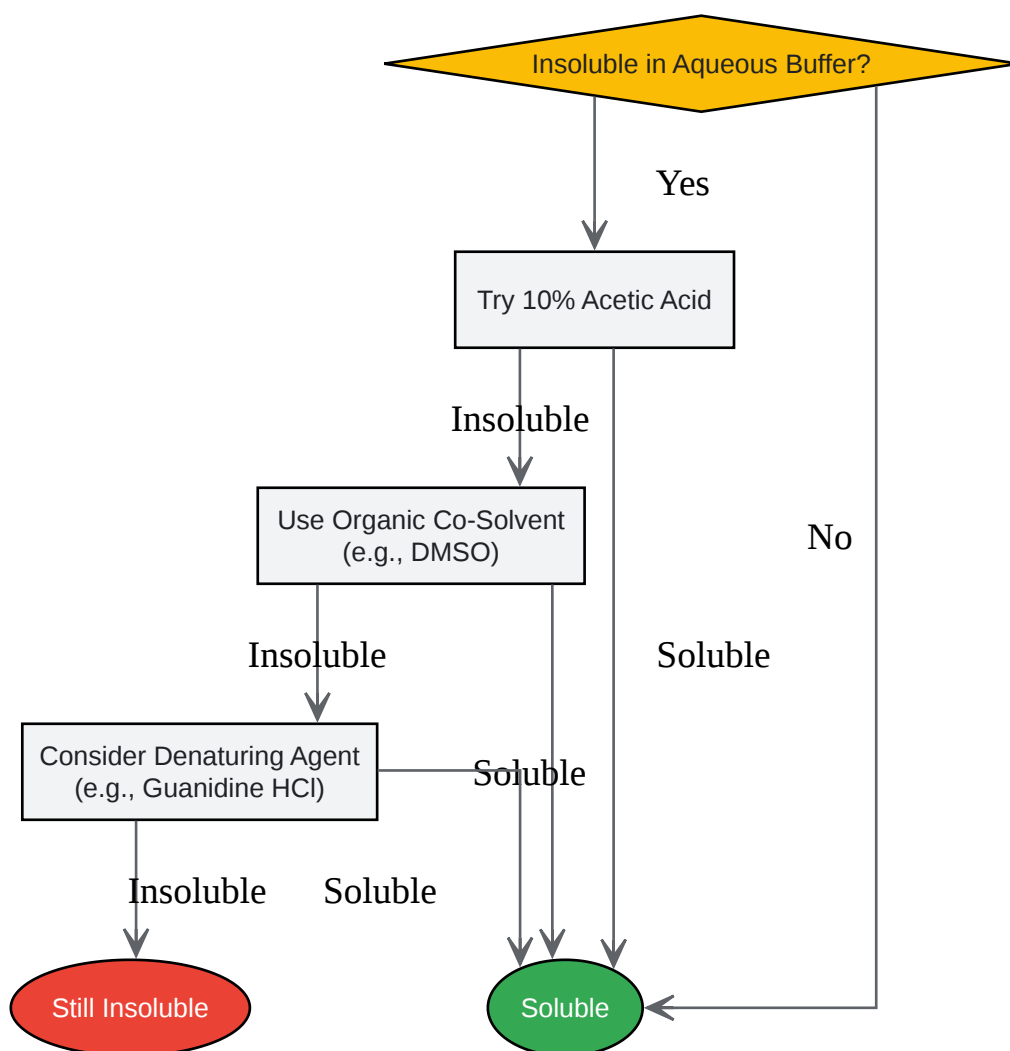 Insoluble in Aqueous Buffer?
Yes
Try 10% Acetic Acid
Insoluble
Use Organic Co-Solvent
(e.g., DMSO)
No
Insoluble
Soluble
Consider Denaturing Agent
(e.g., Guanidine HCl)
Soluble
Insoluble
Soluble
Still Insoluble
Soluble